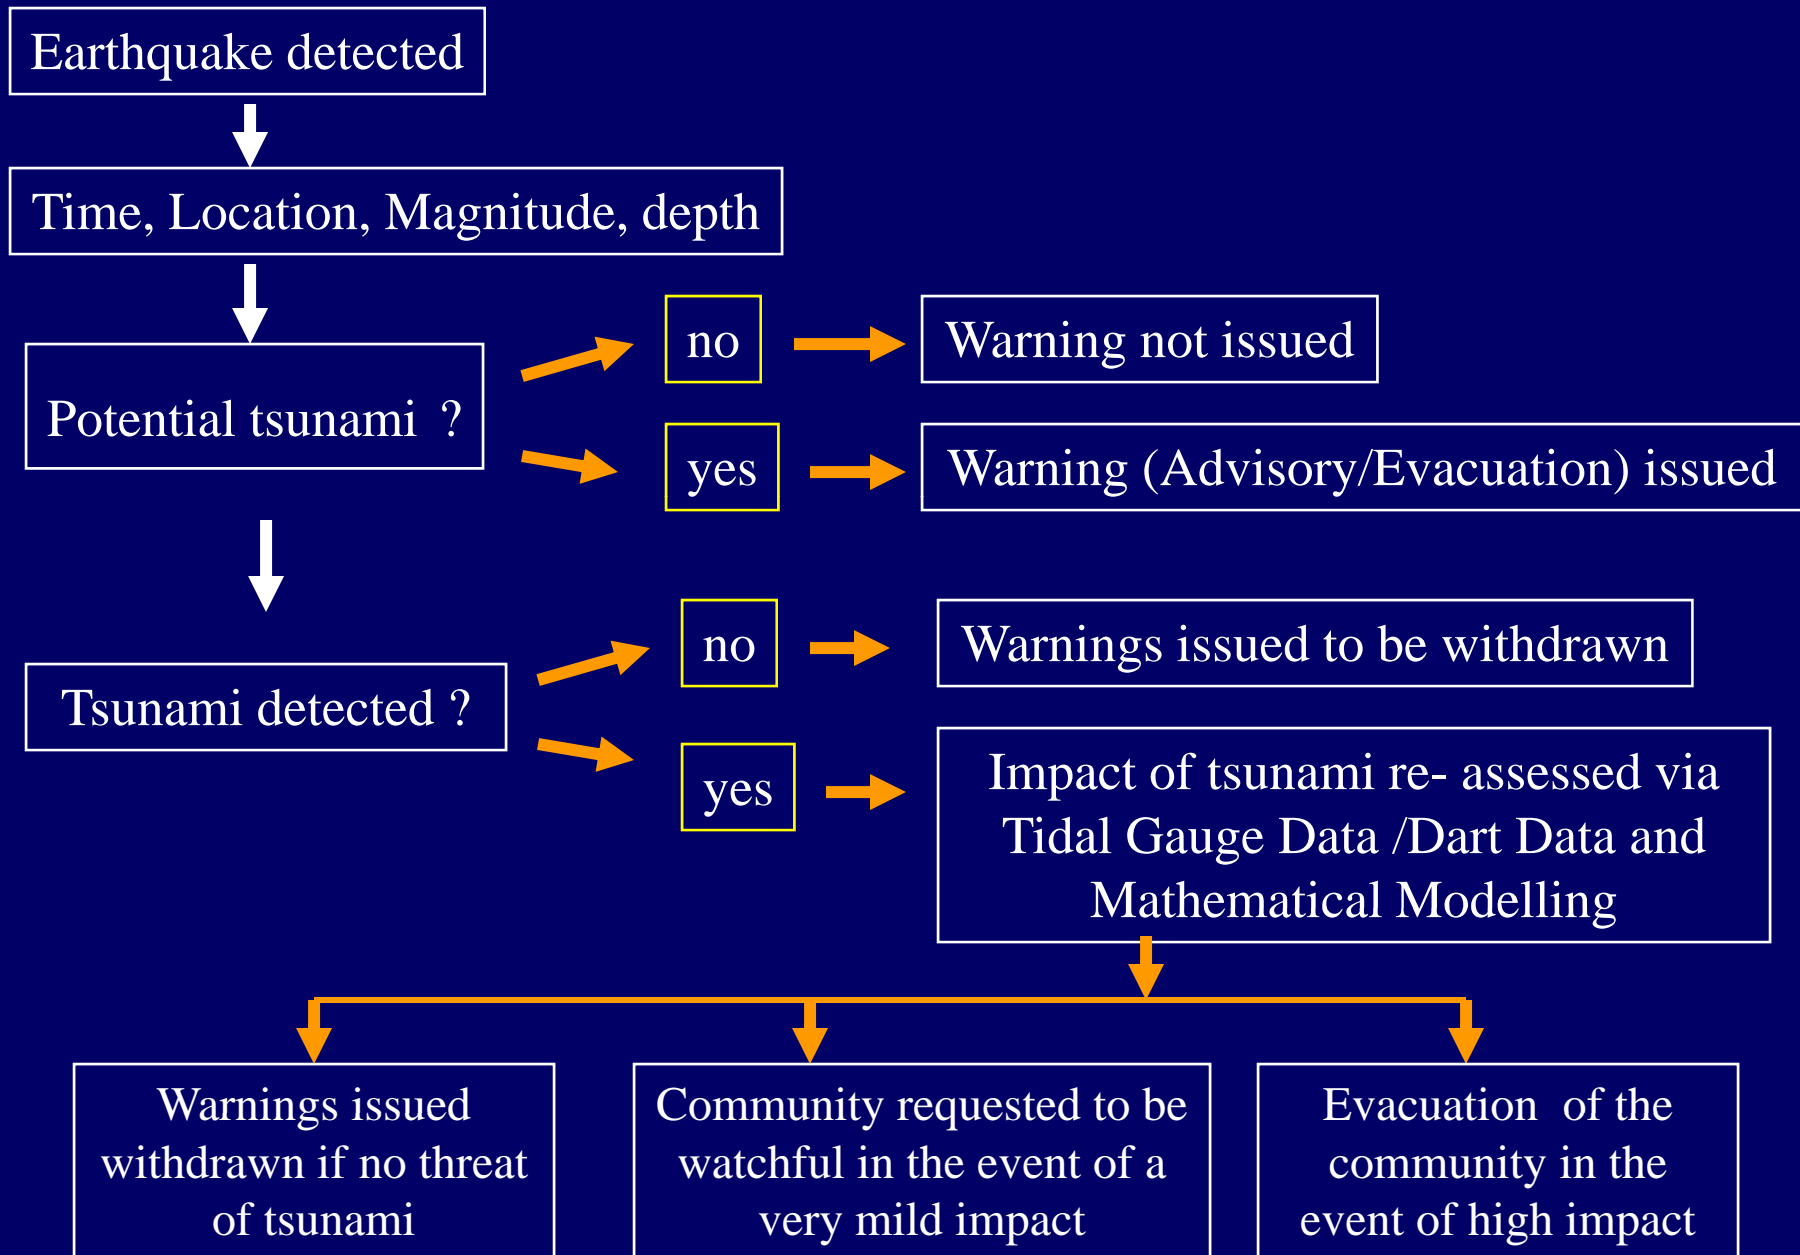 Earthquake detected
Time, Location, Magnitude, depth
Potential tsunami ?
no
Warning not issued
yes
Warning (Advisory/Evacuation) issued
Tsunami detected ?
no
Warnings issued to be withdrawn
yes
Impact of tsunami re- assessed via
Tidal Gauge Data /Dart Data and
Mathematical Modelling
Warnings issued
withdrawn if no threat
of tsunami
Community requested to be
watchful in the event of a
very mild impact
Evacuation of the
community in the
event of high impact